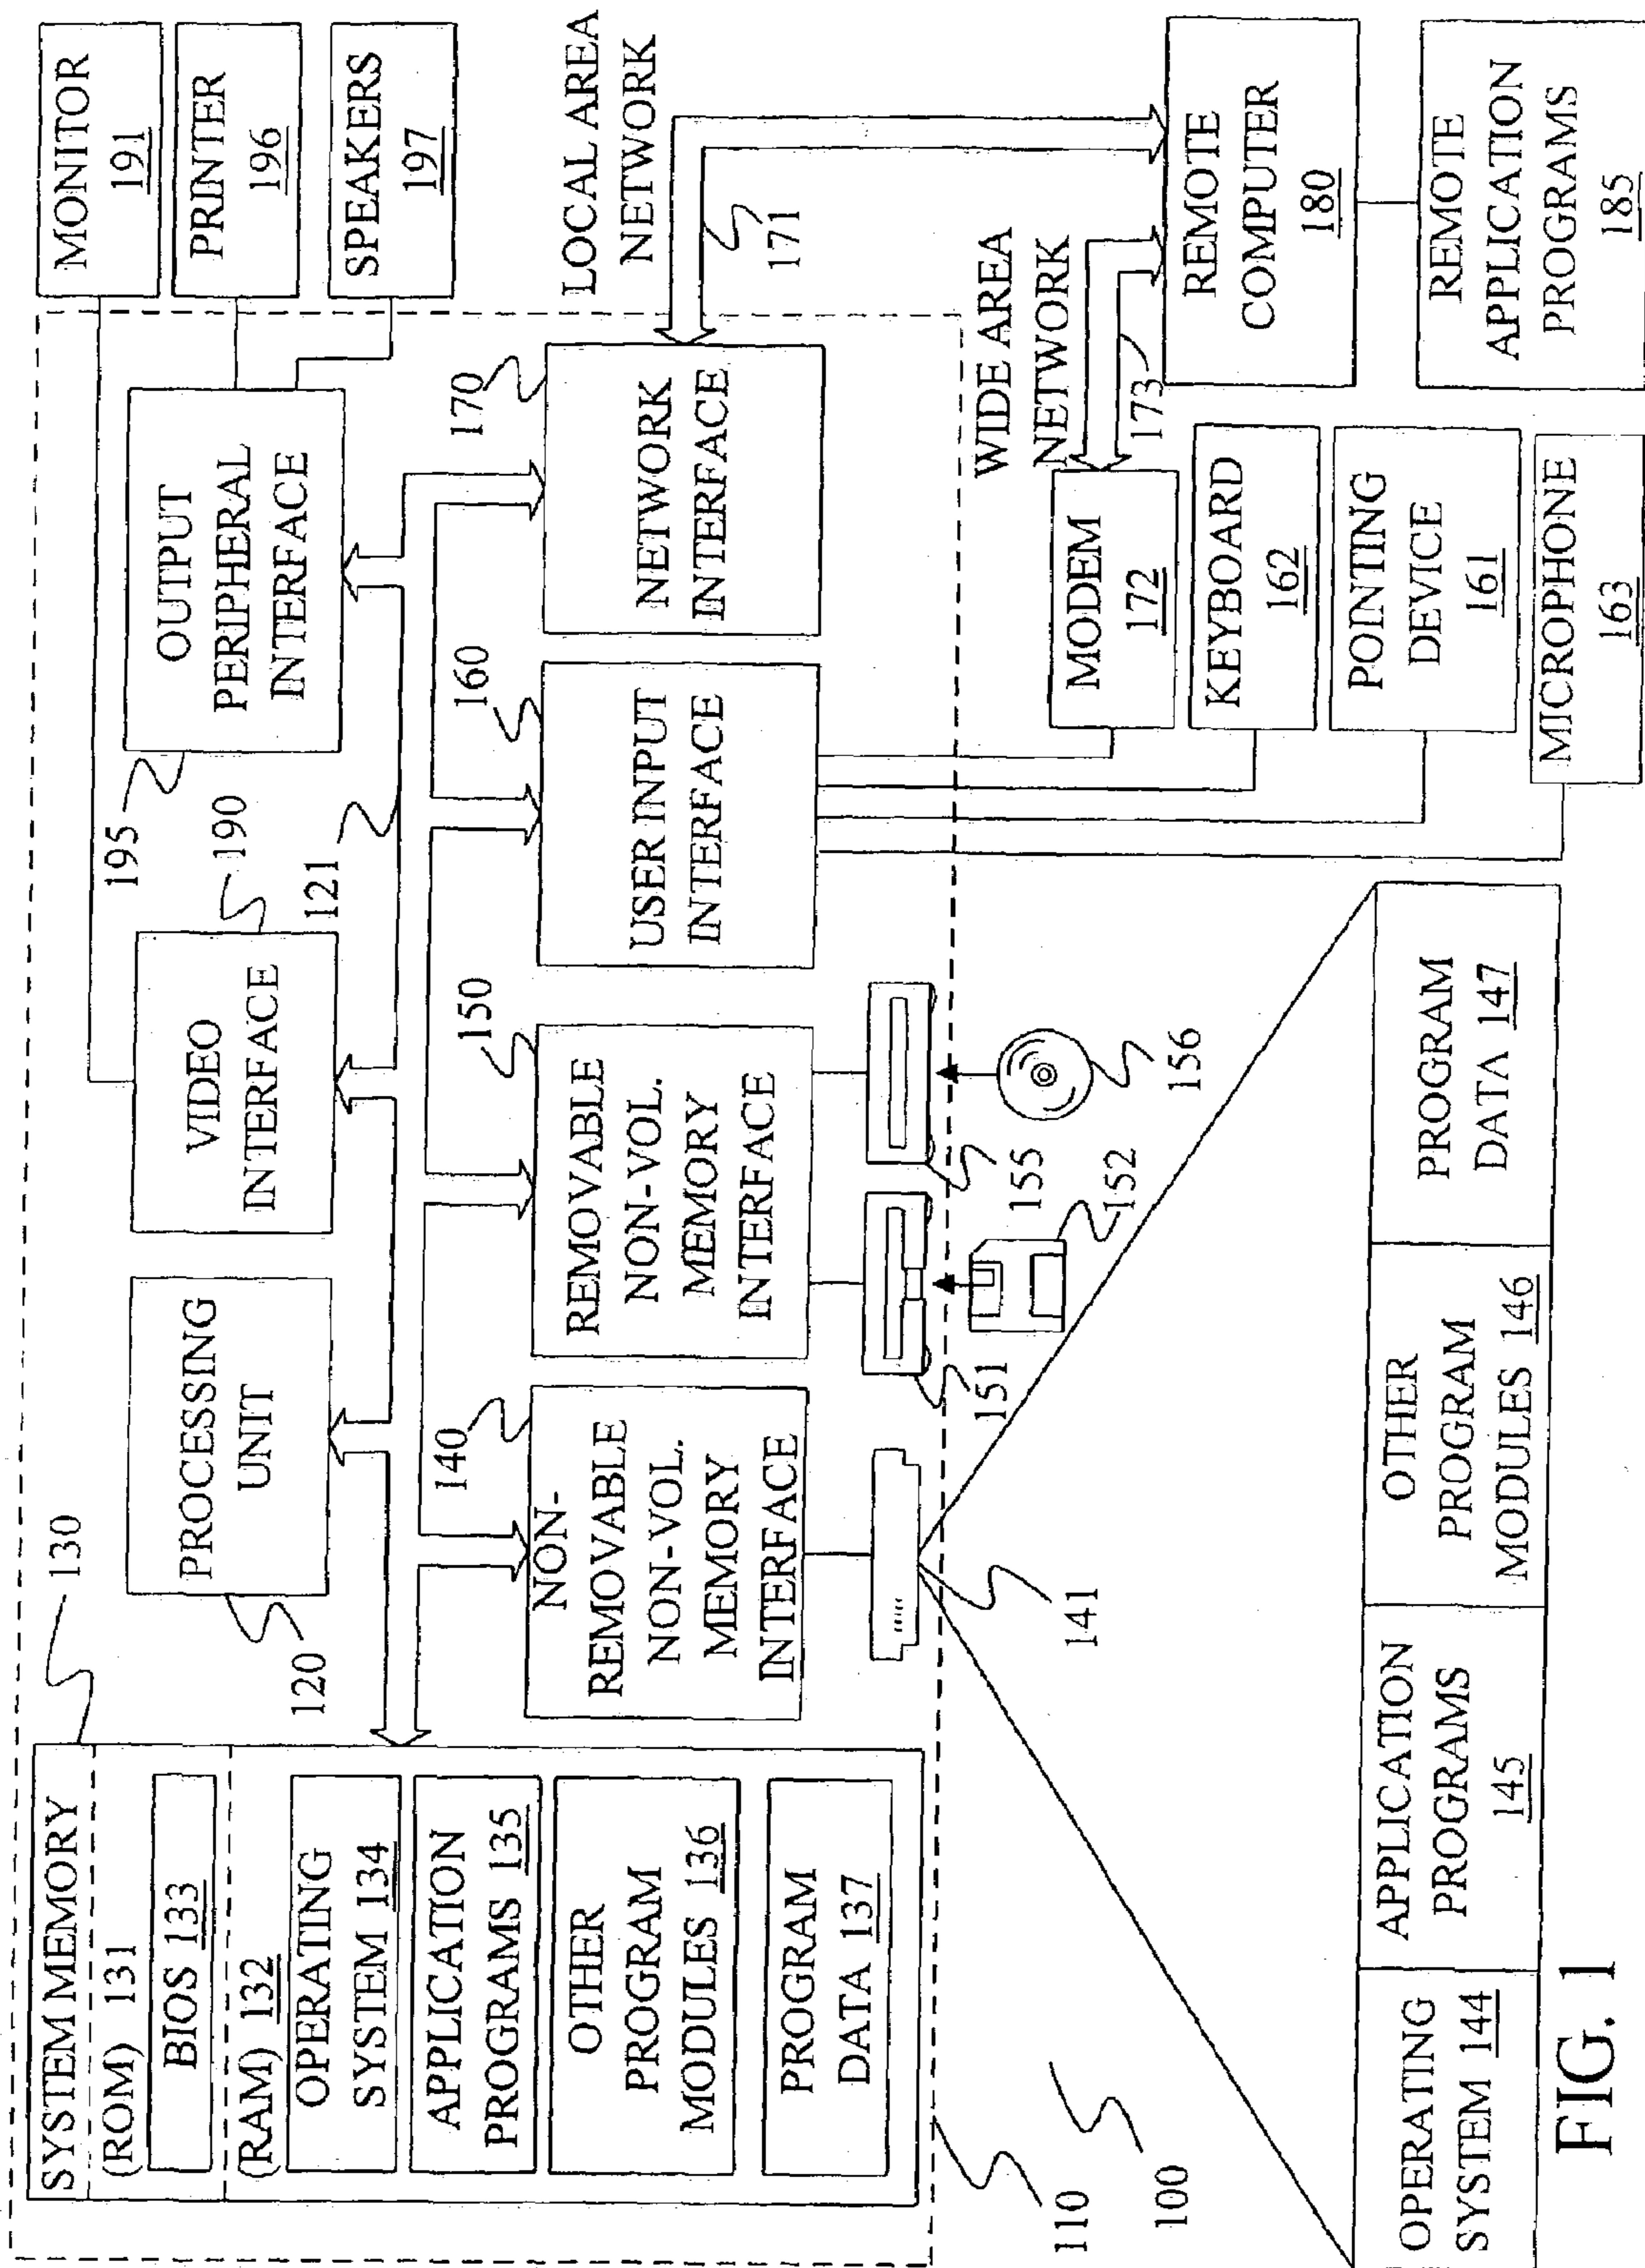 SYSTEM MEMORY
(ROM) 131
BIOS 133
(RAM) 132
OPERATING
SYSTEM 134
APPLICATION
PROGRAMS 135
OTHER
PROGRAM
MODULES 136
PROGRAM
DATA 137
130
PROCESSING
UNIT
120
VIDEO
INTERFACE
190
OUTPUT
PERIPHERAL
INTERFACE
195
121
MONITOR
191
PRINTER
196
SPEAKERS
197
NON-
REMOVABLE
NON-VOL.
MEMORY
INTERFACE
140
REMOVABLE
NON-VOL.
MEMORY
INTERFACE
150
USER INPUT
INTERFACE
160
NETWORK
INTERFACE
170
LOCAL AREA
NETWORK
171
141
151
152
155
156
WIDE AREA
NETWORK
173
MODEM
172
KEYBOARD
162
POINTING
DEVICE
161
MICROPHONE
163
REMOTE
COMPUTER
180
REMOTE
APPLICATION
PROGRAMS
185
110
100
OPERATING
SYSTEM 144
APPLICATION
PROGRAMS
145
OTHER
PROGRAM
MODULES 146
PROGRAM
DATA 147
FIG. 1